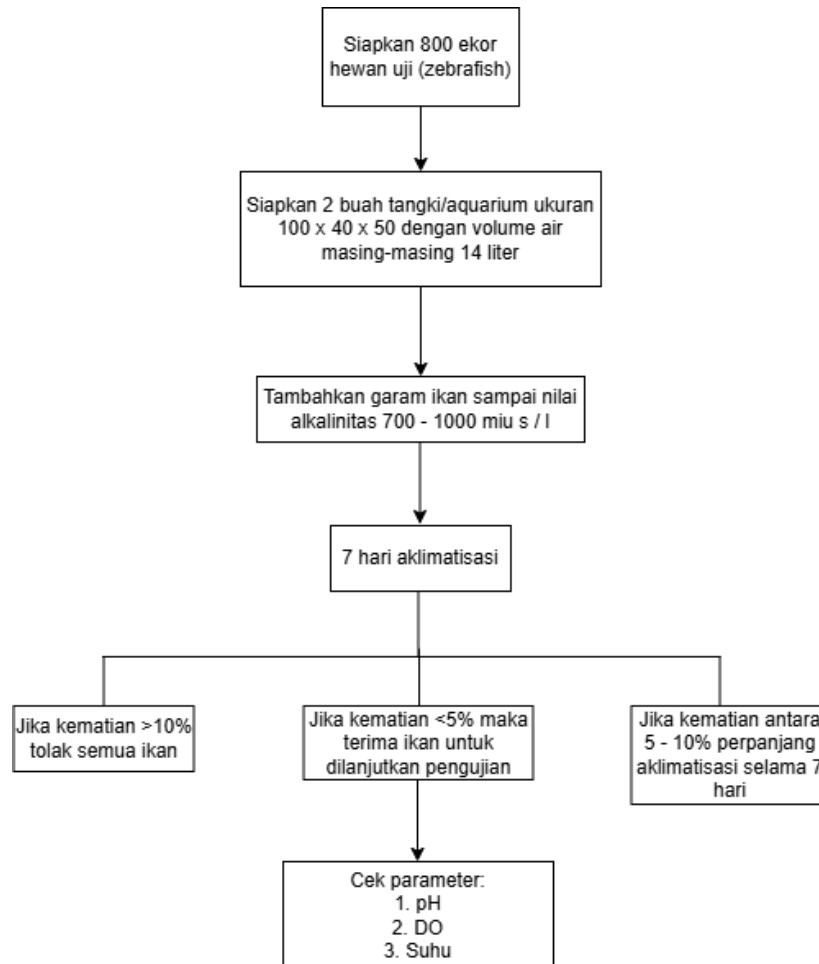 Siapkan 800 ekor
hewan uji (zebrafish)
Siapkan 2 buah tangki/aquarium ukuran
100 x 40 x 50 dengan volume air
masing-masing 14 liter
Tambahkan garam ikan sampai nilai
alkalinitas 700 - 1000 miu s / l
7 hari aklimatisasi
Jika kematian >10%
tolak semua ikan
Jika kematian <5% maka
terima ikan untuk
dilanjutkan pengujian
Jika kematian antara
5 - 10% perpanjang
aklimatisasi selama 7
hari
Cek parameter:
1. pH
2. DO
3. Suhu